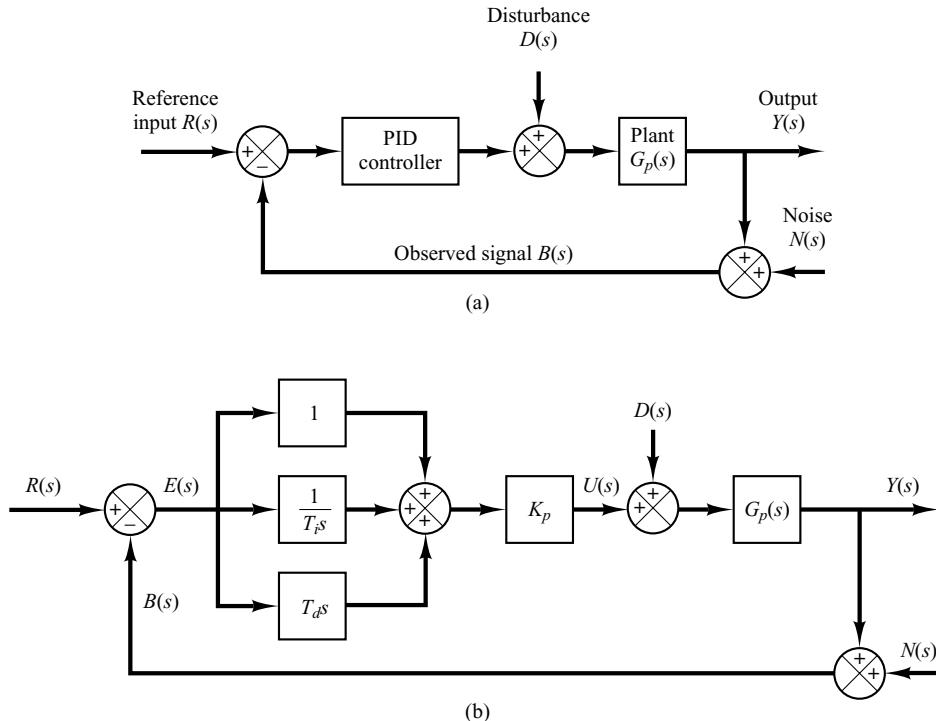 Disturbance
D(s)
Reference
input R(s)
+
−
PID
controller
+
+
Plant
Gp(s)
Output
Y(s)
Noise
N(s)
+
+
Observed signal B(s)
(a)
R(s)
+
−
E(s)
1
1
Tis
Tds
+
+
+
Kp
U(s)
D(s)
+
+
Gp(s)
Y(s)
B(s)
N(s)
+
+
(b)